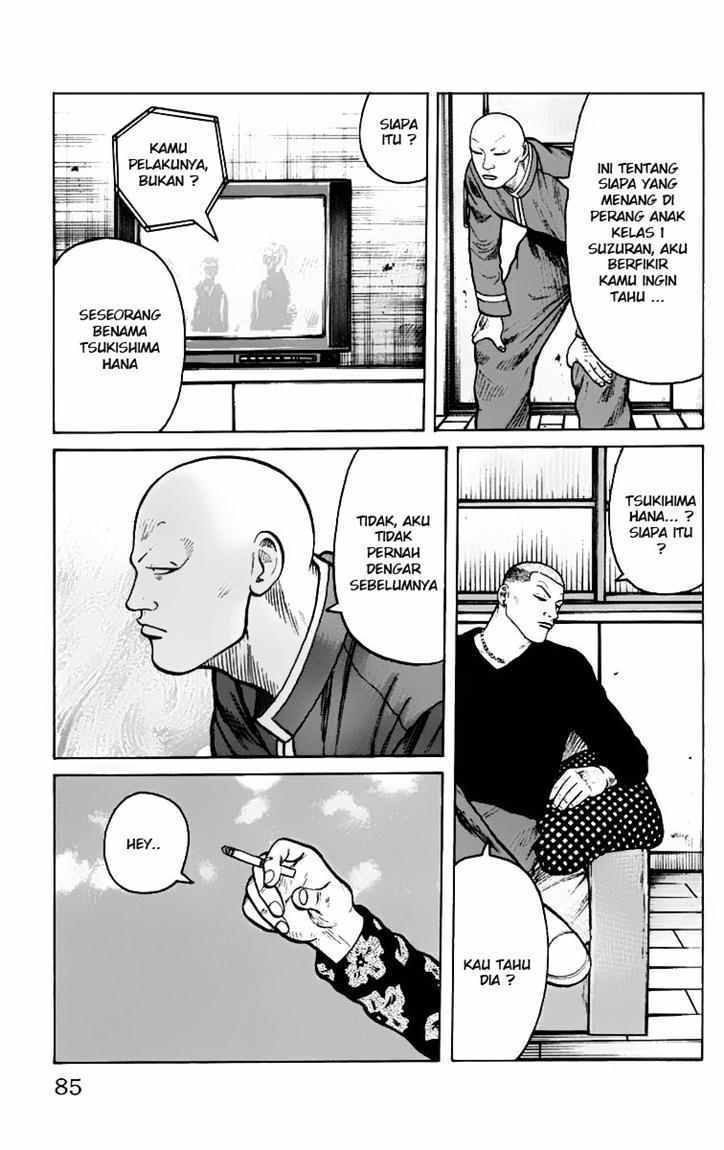 INI TENTANG
SIAPA YANG
MENANG DI
PERANG ANAK
KELAS 1
SUZURAN, AKU
BERFIKIR
KAMU INGIN
TAHU ...
SIAPA
ITU ?
KAMU
PELAKUNYA,
BUKAN ?
SESEORANG
BENAMA
TSUKISHIMA
HANA
TSUKIHIMA
HANA... ?
SIAPA ITU
?
KAU TAHU
DIA ?
TIDAK, AKU
TIDAK
PERNAH
DENGAR
SEBELUMNYA
HEY..
85